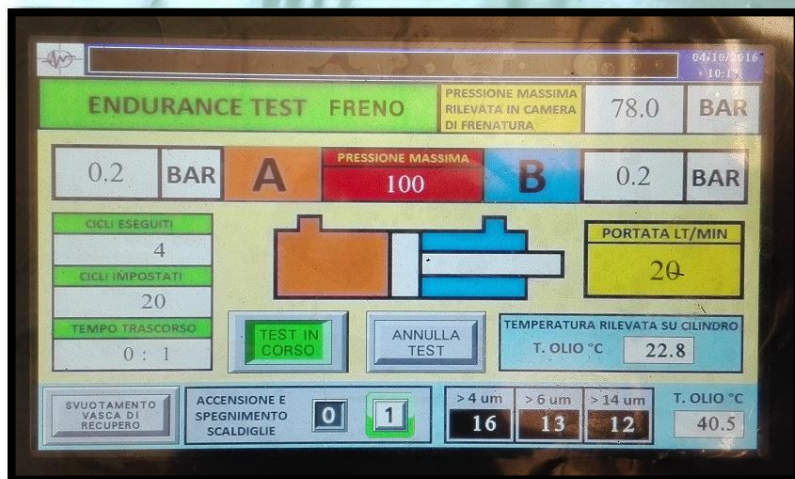 04/10/2016
ENDURANCE TEST FRENO
PRESSIONE MASSIMA
RILEVATA IN CAMERA
DI FRENATURA
78.0 BAR
0.2 BAR A
PRESSIONE MASSIMA
100
B 0.2 BAR
CICLI ESEGUITI
4
CICLI IMPOSTATI
20
TEMPO TRASCORSO
0 : 1
PORTATA LT/MIN
20
TEST IN
CORSO
ANNULLA
TEST
TEMPERATURA RILEVATA SU CILINDRO
T. OLIO °C 22.8
SVUOTAMENTO
VASCA DI
RECUPERO
ACCENSIONE E
SPEGNIMENTO
SCALDIGLIE
0 1
> 4 um > 6 um > 14 um
16 13 12
T. OLIO °C
40.5